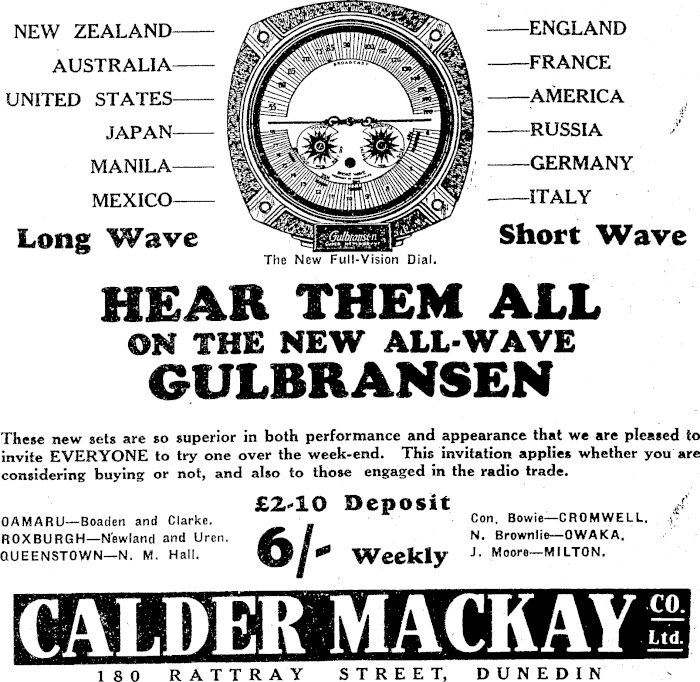 NEW ZEALAND
AUSTRALIA
UNITED STATES
JAPAN
MANILA
MEXICO
Long Wave
BROADCAST
Gulbransen
ENGLAND
FRANCE
AMERICA
RUSSIA
GERMANY
ITALY
Short Wave
The New Full-Vision Dial.
HEAR THEM ALL
ON THE NEW ALL-WAVE
GULBRANSEN
These new sets are so superior in both performance and appearance that we are pleased to
invite EVERYONE to try one over the week-end. This invitation applies whether you are
considering buying or not, and also to those engaged in the radio trade.
£2-10 Deposit
6/- Weekly
OAMARU—Boaden and Clarke.
ROXBURGH—Newland and Uren.
QUEENSTOWN—N. M. Hall.
Con. Bowie—CROMWELL.
N. Brownlie—OWAKA.
J. Moore—MILTON.
CALDER MACKAY CO. Ltd.
180 RATTRAY STREET, DUNEDIN